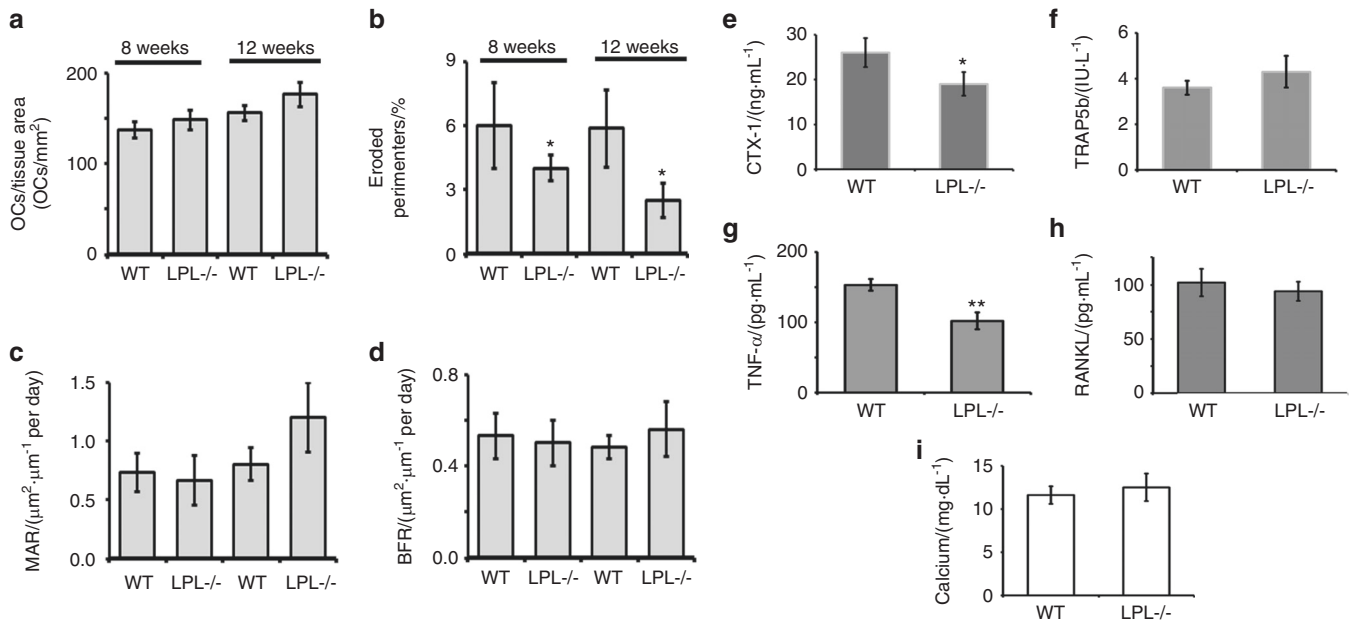 a
8 weeks 12 weeks
OCs/tissue area
(OCs/mm²)
200
150
100
0
WT LPL-/- WT LPL-/-
b
8 weeks 12 weeks
Eroded
perimenters/%
9
6
3
0
WT LPL-/- WT LPL-/-
c
MAR/(μm²·μm⁻¹ per day)
1.5
1.0
0.5
0.0
WT LPL-/- WT LPL-/-
d
BFR/(μm²·μm⁻¹ per day)
0.8
0.4
0.0
WT LPL-/- WT LPL-/-
* *
e
CTX-1/(ng·mL⁻¹)
30
20
10
0
*
WT LPL-/-
f
TRAP5b/(IU·L⁻¹)
6
4
2
0
WT LPL-/-
g
TNF-α/(pg·mL⁻¹)
150
100
50
0
**
WT LPL-/-
h
RANKL/(pg·mL⁻¹)
100
50
0
WT LPL-/-
i
Calcium/(mg·dL⁻¹)
15
10
5
0
WT LPL-/-